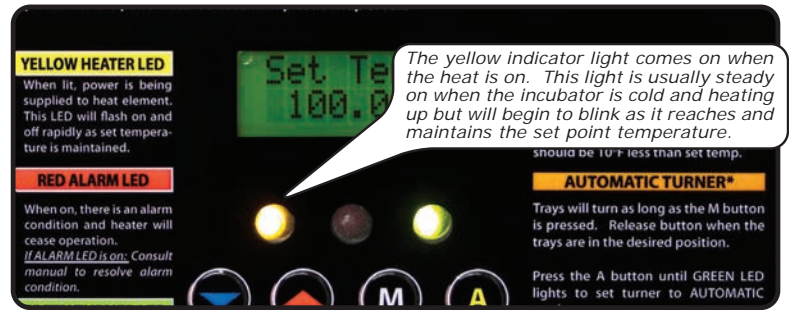 YELLOW HEATER LED
When lit, power is being
supplied to heat element.
This LED will flash on and
off rapidly as set tempera-
ture is maintained.
RED ALARM LED
When on, there is an alarm
condition and heater will
cease operation.
If ALARM LED is on: Consult
manual to resolve alarm
condition.
Set Te
100.0
The yellow indicator light comes on when
the heat is on. This light is usually steady
on when the incubator is cold and heating
up but will begin to blink as it reaches and
maintains the set point temperature.
should be 10°F less than set temp.
AUTOMATIC TURNER*
Trays will turn as long as the M button
is pressed. Release button when the
trays are in the desired position.
Press the A button until GREEN LED
lights to set turner to AUTOMATIC
M
A